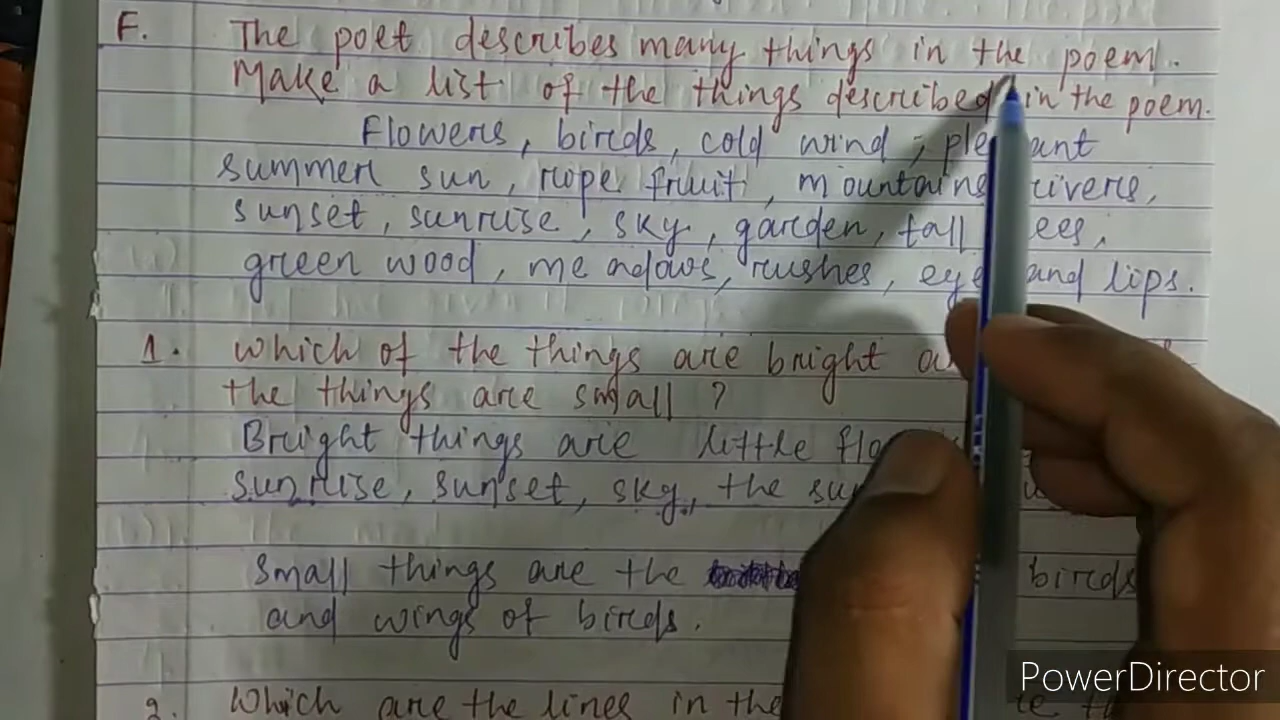 F. The poet describes many things in the poem.
Make a list of the things described in the poem.
Flowers, birds, cold wind, ant
summer sun, rope fruit, mountains
sunset, sunrise, sky, garden, tall
green wood, meadows, rushes, and lips.
1. Which of the things are bright
the things are small ?
Bright things are little
sunrise, sunset, sky, the
Small things are the birds
and wings of birds.
2. Which are the lines in the
PowerDirector